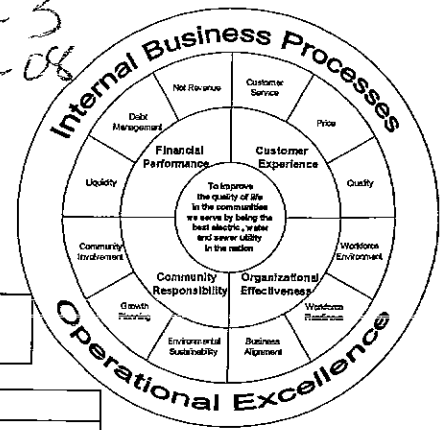 Internal Business Processes
Net Revenue
Customer
Service
Debt
Management
Price
Financial
Performance
Customer
Experience
Liquidity
Quality
To improve
the quality of life
in the communities
we serve by being the
best electric, water
and sewer utility
in the nation
Community
Involvement
Workforce
Environment
Community
Responsibility
Organizational
Effectiveness
Growth
Planning
Workforce
Readiness
Environmental
Sustainability
Business
Alignment
Operational Excellence